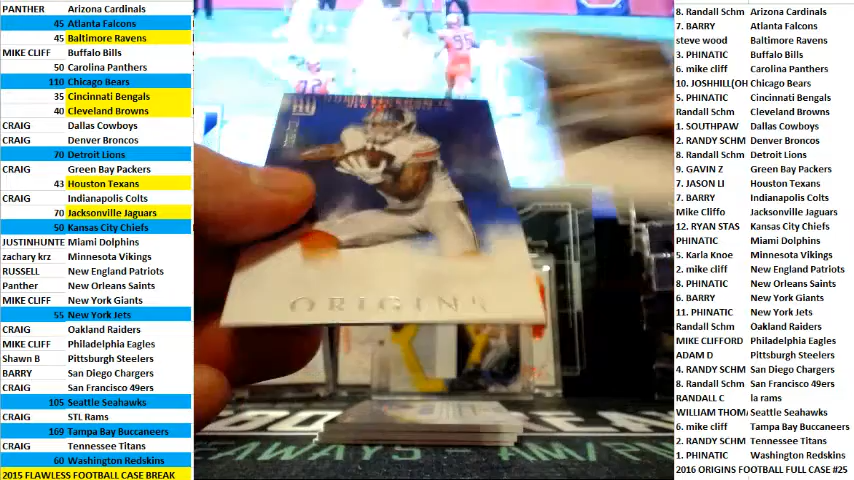 PANTHER Arizona Cardinals
45 Atlanta Falcons
45 Baltimore Ravens
MIKE CLIFF Buffalo Bills
50 Carolina Panthers
110 Chicago Bears
35 Cincinnati Bengals
40 Cleveland Browns
CRAIG Dallas Cowboys
CRAIG Denver Broncos
70 Detroit Lions
CRAIG Green Bay Packers
43 Houston Texans
CRAIG Indianapolis Colts
70 Jacksonville Jaguars
50 Kansas City Chiefs
JUSTINHUNTE Miami Dolphins
zachary krz Minnesota Vikings
RUSSELL New England Patriots
Panther New Orleans Saints
MIKE CLIFF New York Giants
55 New York Jets
CRAIG Oakland Raiders
MIKE CLIFF Philadelphia Eagles
Shawn B Pittsburgh Steelers
BARRY San Diego Chargers
CRAIG San Francisco 49ers
105 Seattle Seahawks
CRAIG STL Rams
169 Tampa Bay Buccaneers
CRAIG Tennessee Titans
60 Washington Redskins
2015 FLAWLESS FOOTBALL CASE BREAK
95
ORIGINS
AWAYS - AM/FM
8. Randall Schm Arizona Cardinals
7. BARRY Atlanta Falcons
steve wood Baltimore Ravens
3. PHINATIC Buffalo Bills
6. mike cliff Carolina Panthers
10. JOSHHILL(OH Chicago Bears
5. PHINATIC Cincinnati Bengals
Randall Schm Cleveland Browns
1. SOUTHPAW Dallas Cowboys
2. RANDY SCHM Denver Broncos
8. Randall Schm Detroit Lions
9. GAVIN Z Green Bay Packers
7. JASON LI Houston Texans
7. BARRY Indianapolis Colts
Mike Cliffo Jacksonville Jaguars
12. RYAN STAS Kansas City Chiefs
PHINATIC Miami Dolphins
5. Karla Knoe Minnesota Vikings
2. mike cliff New England Patriots
8. PHINATIC New Orleans Saints
6. BARRY New York Giants
11. PHINATIC New York Jets
Randall Schm Oakland Raiders
MIKE CLIFFORD Philadelphia Eagles
ADAM D Pittsburgh Steelers
4. RANDY SCHM San Diego Chargers
8. Randall Schm San Francisco 49ers
RANDALL C la rams
WILLIAM THOM Seattle Seahawks
6. mike cliff Tampa Bay Buccaneers
2. RANDY SCHM Tennessee Titans
1. PHINATIC Washington Redskins
2016 ORIGINS FOOTBALL FULL CASE #25